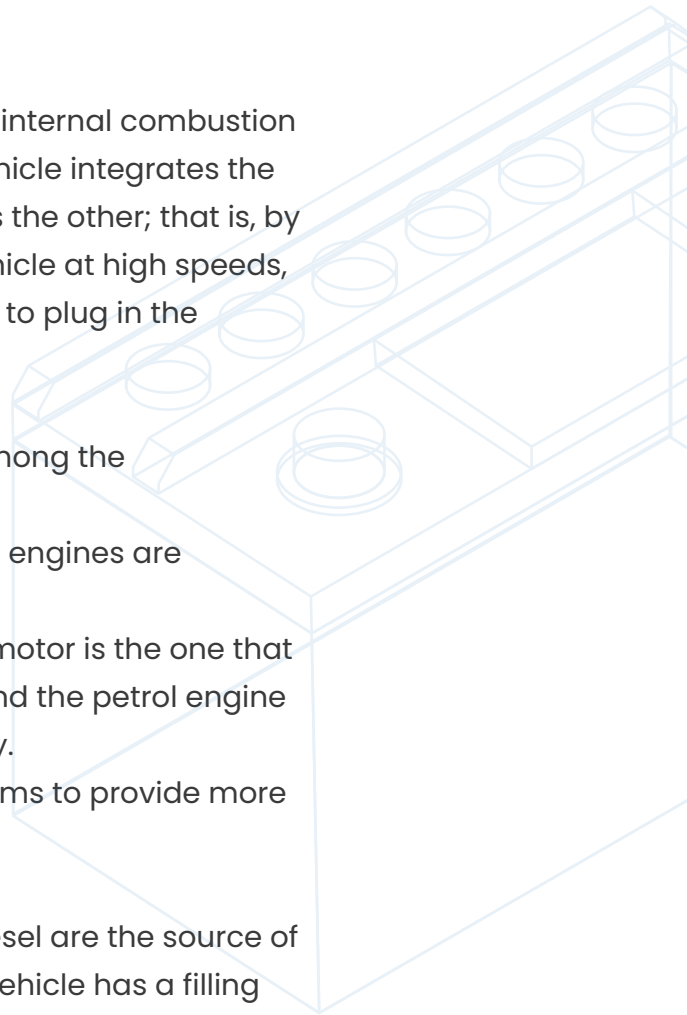 internal combustion
hicle integrates the
s the other; that is, by
hicle at high speeds,
to plug in the
nong the
engines are
motor is the one that
nd the petrol engine
y.
ms to provide more
esel are the source of
ehicle has a filling